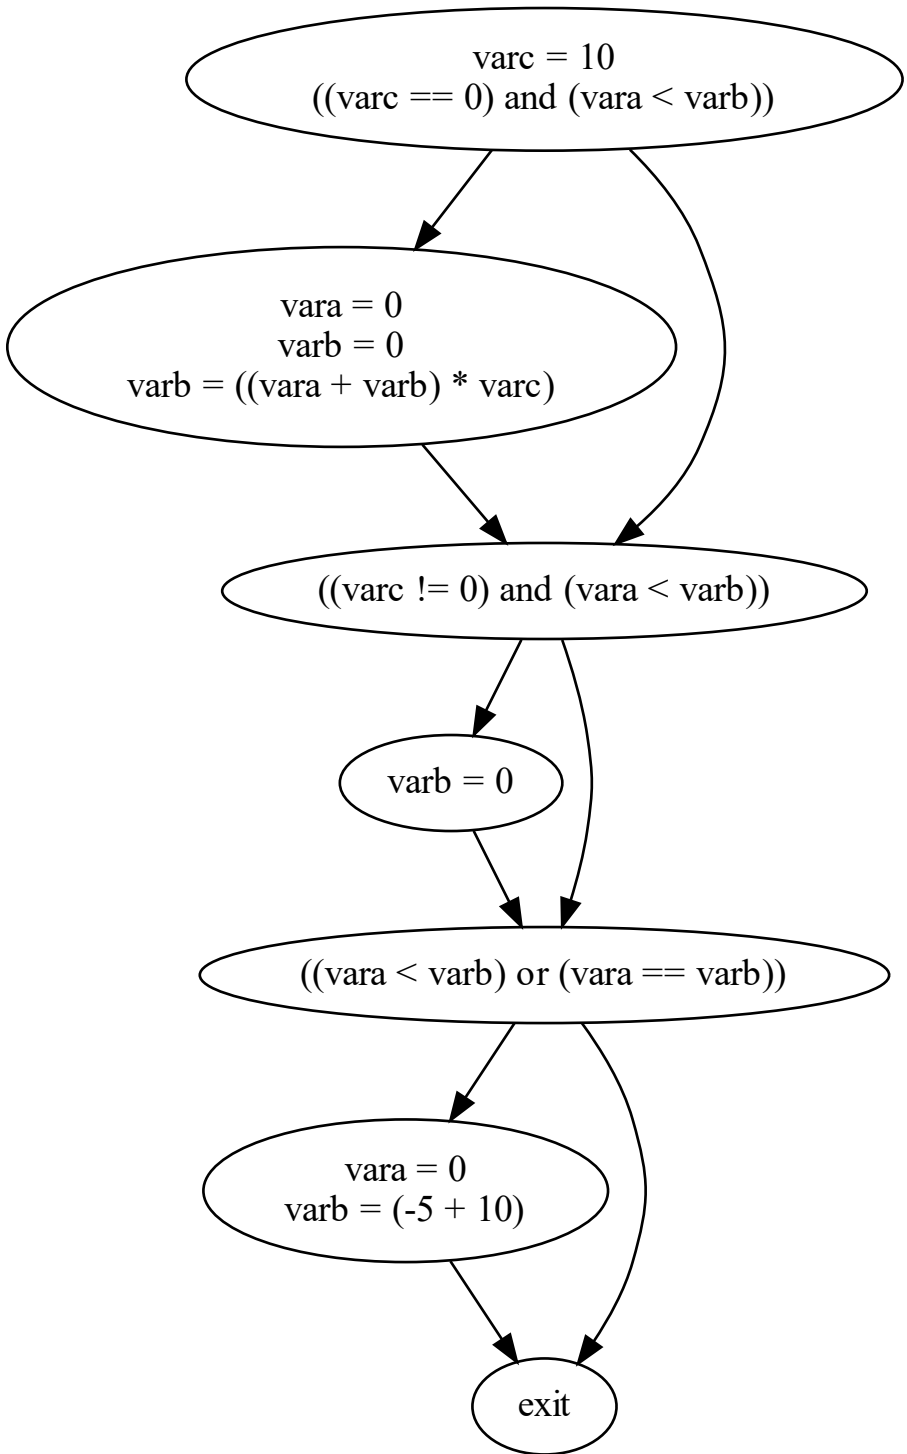 varc = 10
((varc == 0) and (vara < varb))
vara = 0
varb = 0
varb = ((vara + varb) * varc)
((varc != 0) and (vara < varb))
varb = 0
((vara < varb) or (vara == varb))
vara = 0
varb = (-5 + 10)
exit